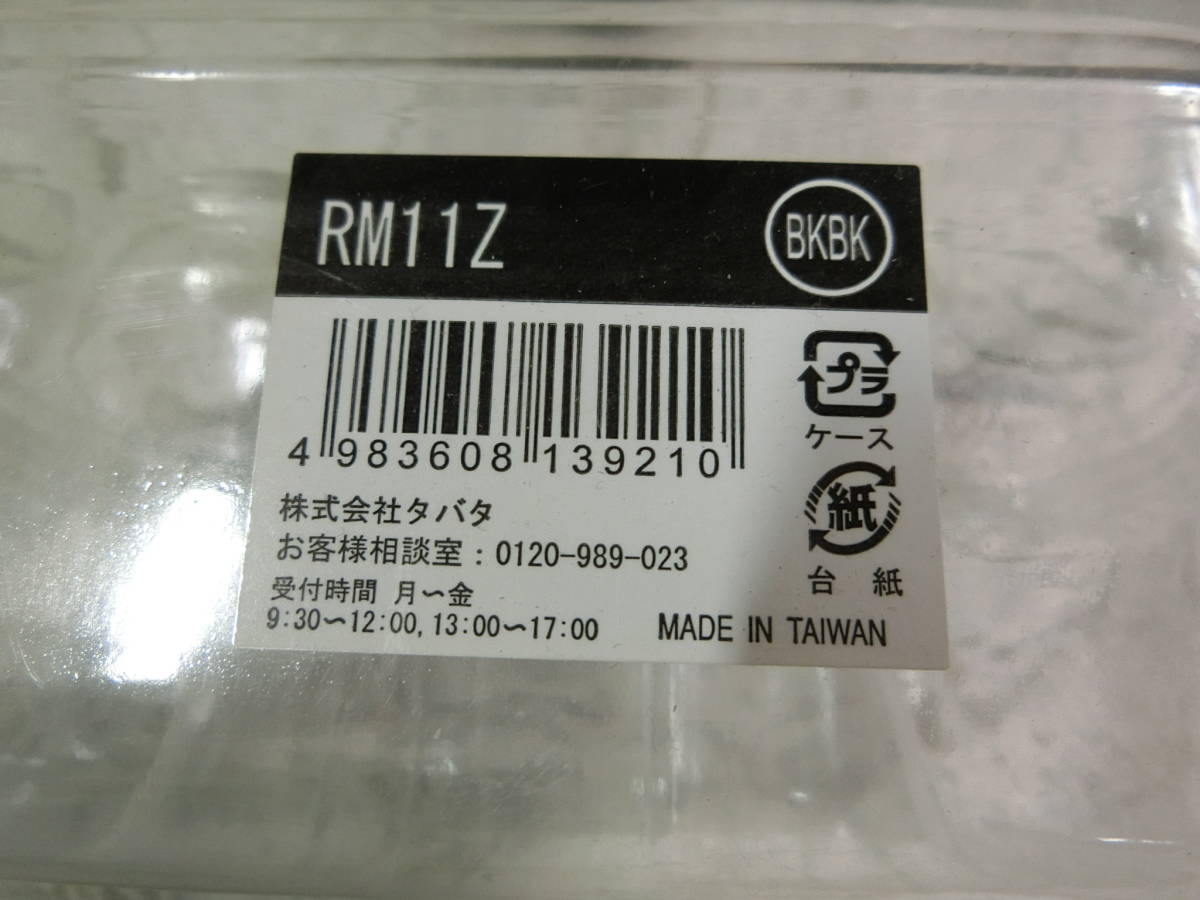 RM11Z
BKBK
4 983608 139210
プラ
ケース
紙
台 紙
株式会社タバタ
お客様相談室：0120-989-023
受付時間 月〜金
9:30〜12:00,13:00〜17:00
MADE IN TAIWAN